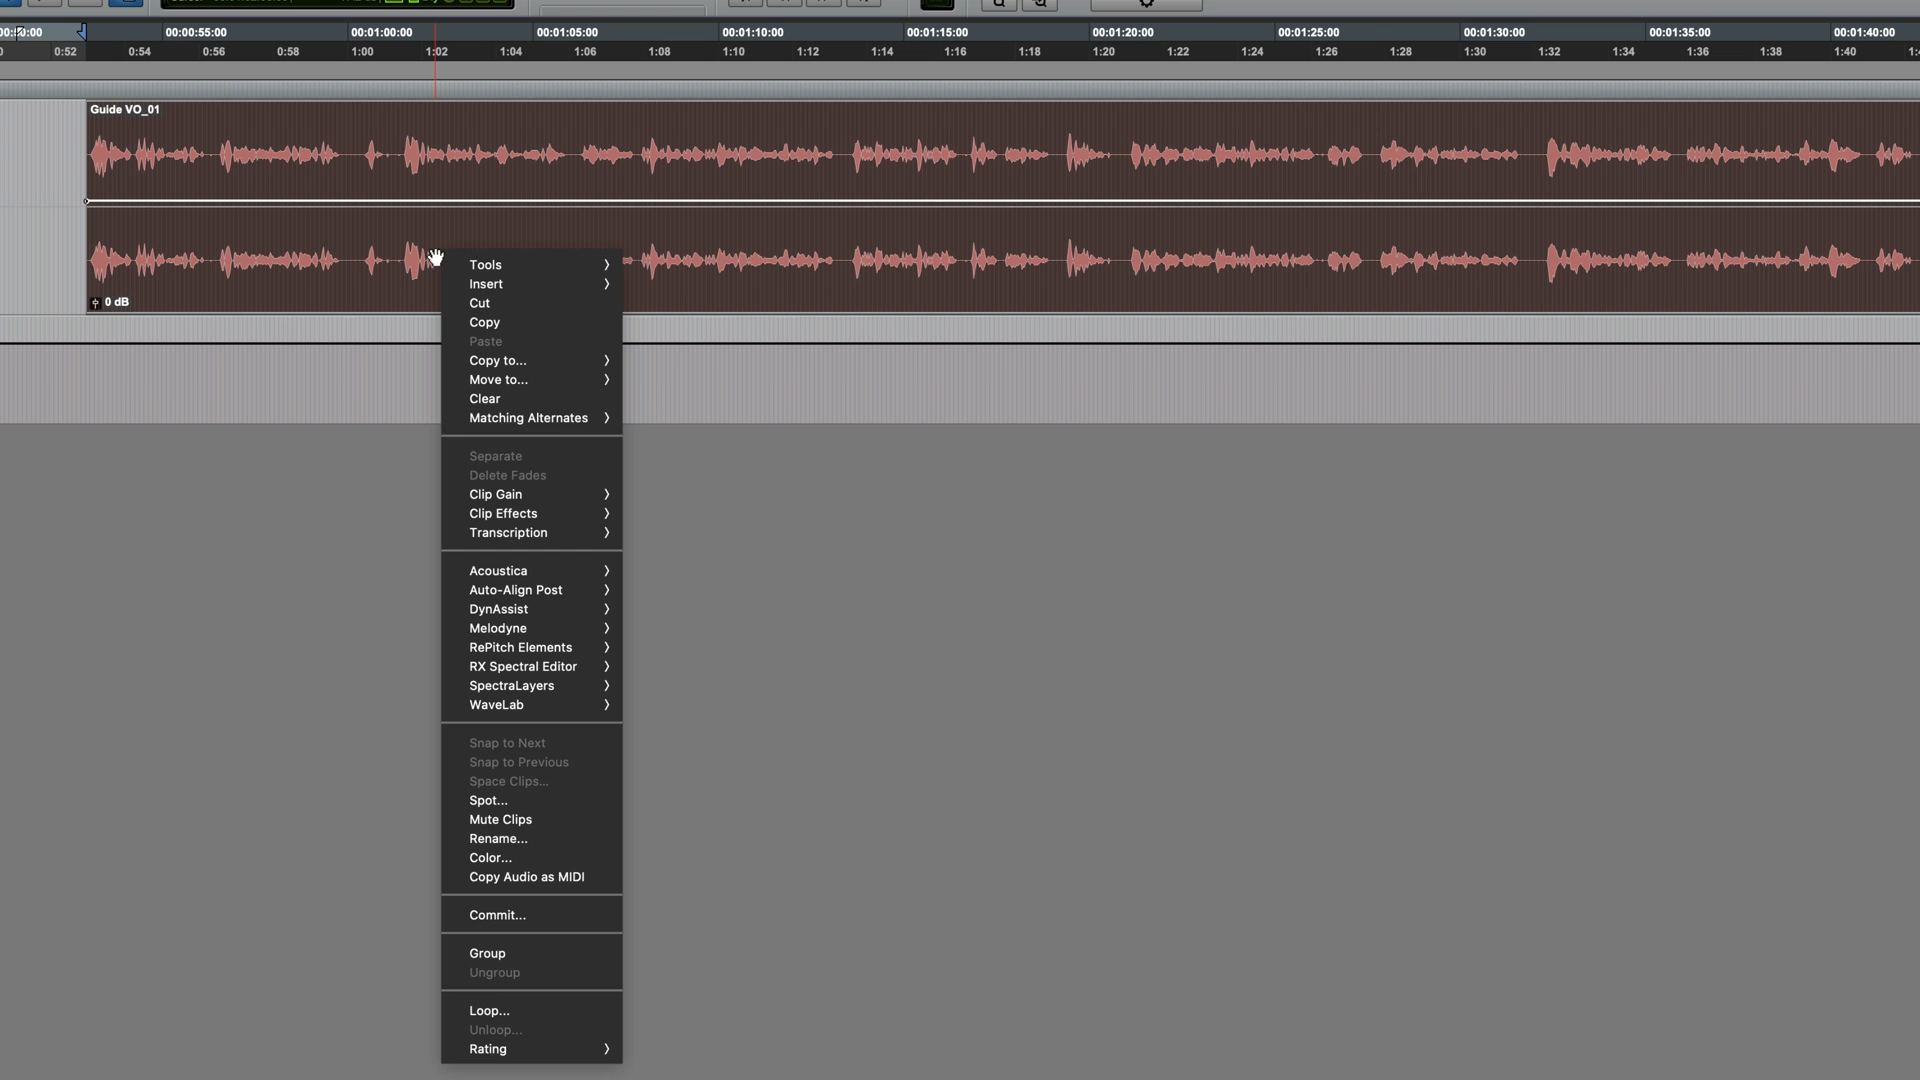 00:00:55:00 00:01:00:00 00:01:05:00 00:01:10:00 00:01:15:00 00:01:20:00 00:01:25:00 00:01:30:00 00:01:35:00 00:01:40:00
0:52 0:54 0:56 0:58 1:00 1:02 1:04 1:06 1:08 1:10 1:12 1:14 1:16 1:18 1:20 1:22 1:24 1:26 1:28 1:30 1:32 1:34 1:36 1:38 1:40
Guide VO_01
0 dB
Tools
Insert
Cut
Copy
Paste
Copy to...
Move to...
Clear
Matching Alternates
Separate
Delete Fades
Clip Gain
Clip Effects
Transcription
Acoustica
Auto-Align Post
DynAssist
Melodyne
RePitch Elements
RX Spectral Editor
SpectraLayers
WaveLab
Snap to Next
Snap to Previous
Space Clips...
Spot...
Mute Clips
Rename...
Color...
Copy Audio as MIDI
Commit...
Group
Ungroup
Loop...
Unloop...
Rating